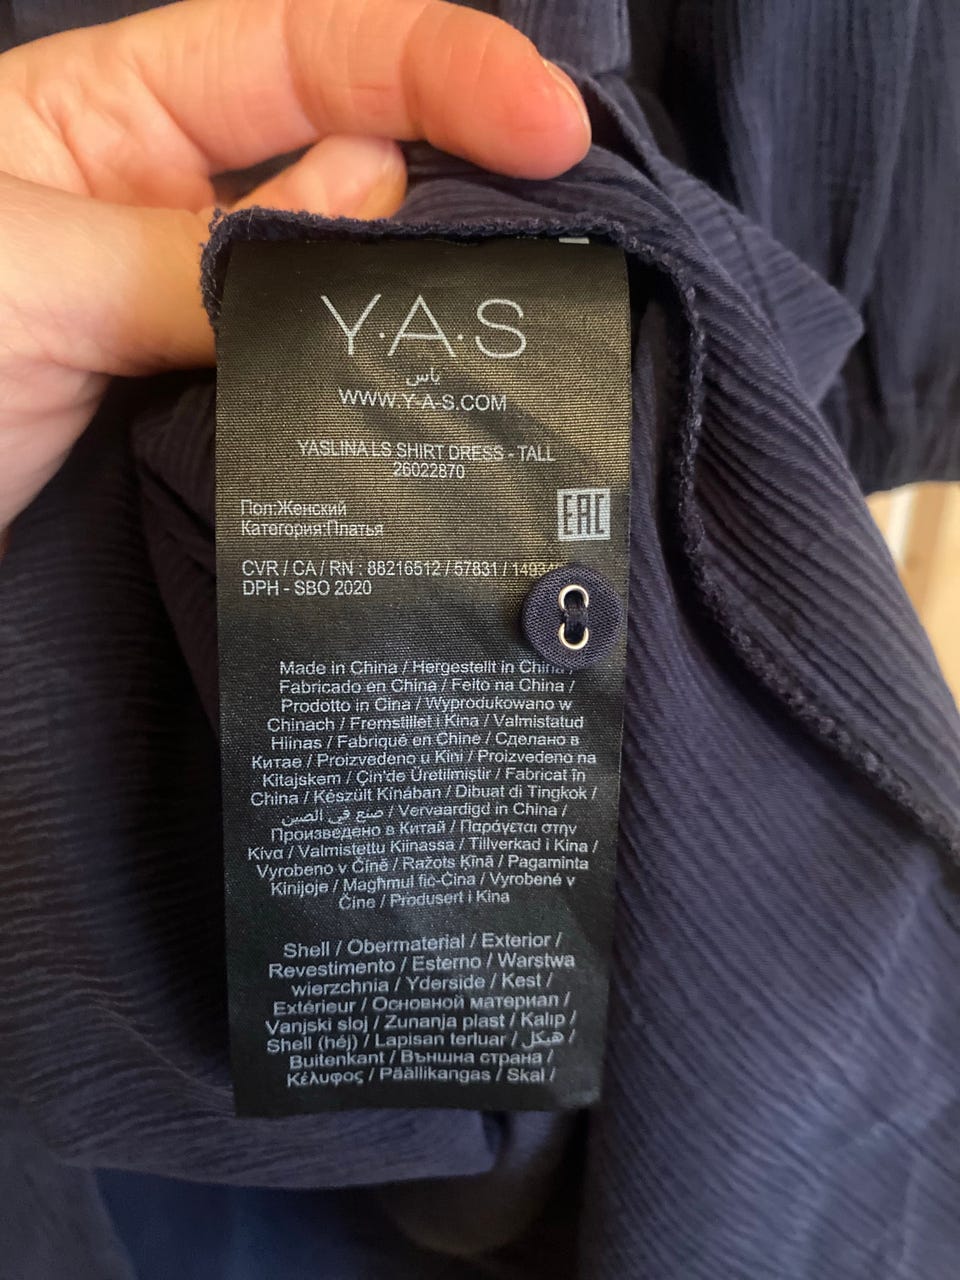 Y·A·S
ياس
WWW.Y-A-S.COM
YASLINA LS SHIRT DRESS - TALL
26022870
Пол:Женский
Категория:Платья
EAC
CVR / CA / RN : 88216512 / 57831 /
DPH - SBO 2020
Made in China / Hergestellt in China /
Fabricado en China / Feito na China /
Prodotto in Cina / Wyprodukowano w
Chinach / Fremstillet i Kina / Valmistatud
Hiinas / Fabriqué en Chine / Сделано в
Китае / Proizvedeno u Kini / Proizvedeno na
Kitajskem / Çin'de Üretilmiştir / Fabricat în
China / Készült Kínában / Dibuat di Tingkok /
صنع في الصين / Vervaardigd in China /
Произведено в Китай / Παράγεται στην
Κίνα / Valmistettu Kiinassa / Tillverkad i Kina /
Vyrobeno v Číně / Ražots Ķīnā / Pagaminta
Kinijoje / Magħmul fiċ-Ċina / Vyrobené v
Číne / Produsert i Kina
Shell / Obermaterial / Exterior /
Revestimento / Esterno / Warstwa
wierzchnia / Yderside / Kest /
Extérieur / Основной материал /
Vanjski sloj / Zunanja plast / Kalıp /
Shell (héj) / Lapisan terluar / هيكل /
Buitenkant / Външна страна /
Κέλυφος / Päällikangas / Skal /